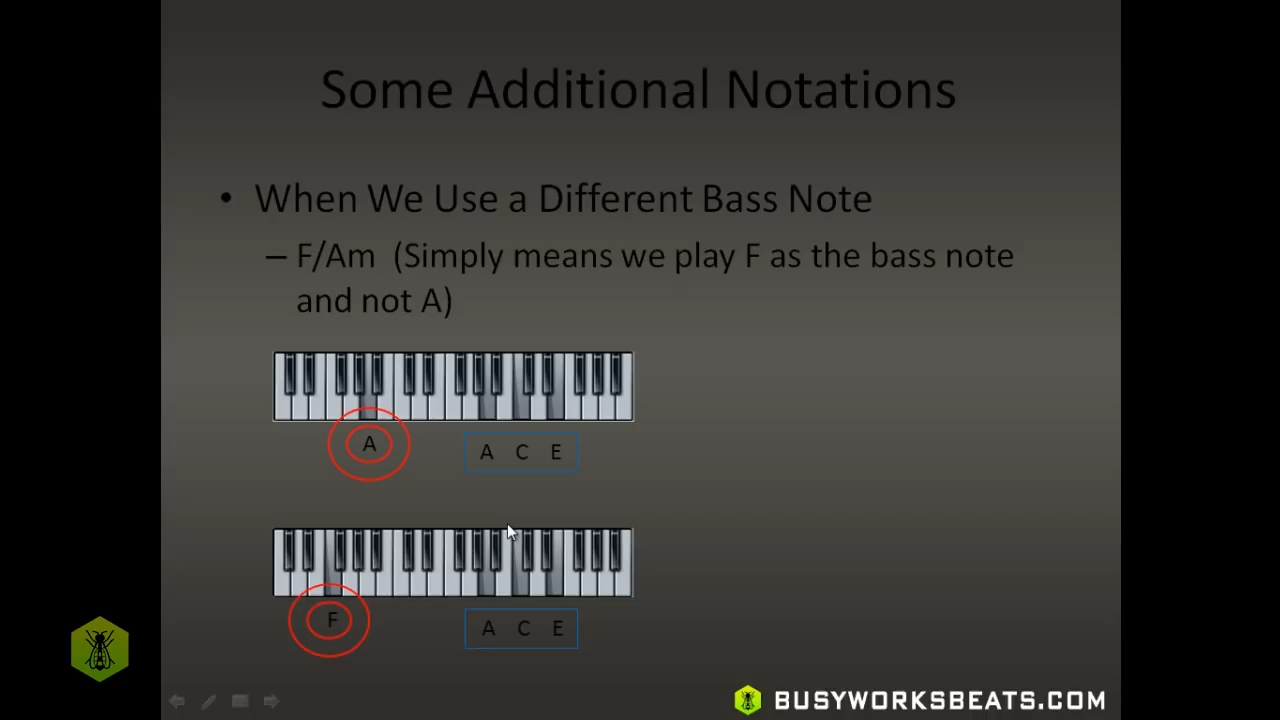 Some Additional Notations
• When We Use a Different Bass Note
– F/Am (Simply means we play F as the bass note
and not A)
A
A C E
F
A C E
BUSYWORKSBEATS.COM